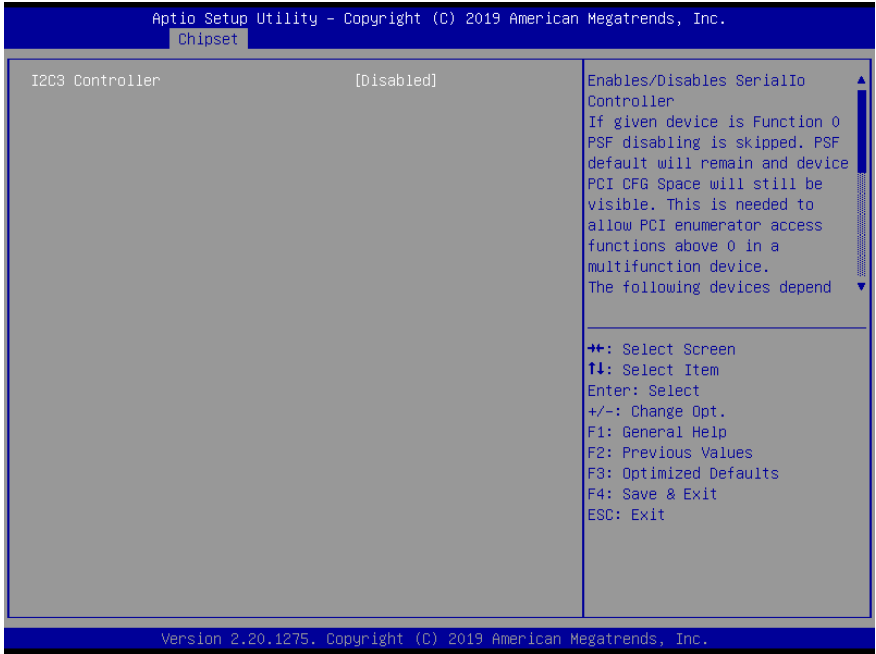 Aptio Setup Utility – Copyright (C) 2019 American Megatrends, Inc.
Chipset
I2C3 Controller [Disabled]
Enables/Disables SerialIo
Controller
If given device is Function 0
PSF disabling is skipped. PSF
default will remain and device
PCI CFG Space will still be
visible. This is needed to
allow PCI enumerator access
functions above 0 in a
multifunction device.
The following devices depend
→←: Select Screen
↑↓: Select Item
Enter: Select
+/-: Change Opt.
F1: General Help
F2: Previous Values
F3: Optimized Defaults
F4: Save & Exit
ESC: Exit
Version 2.20.1275. Copyright (C) 2019 American Megatrends, Inc.